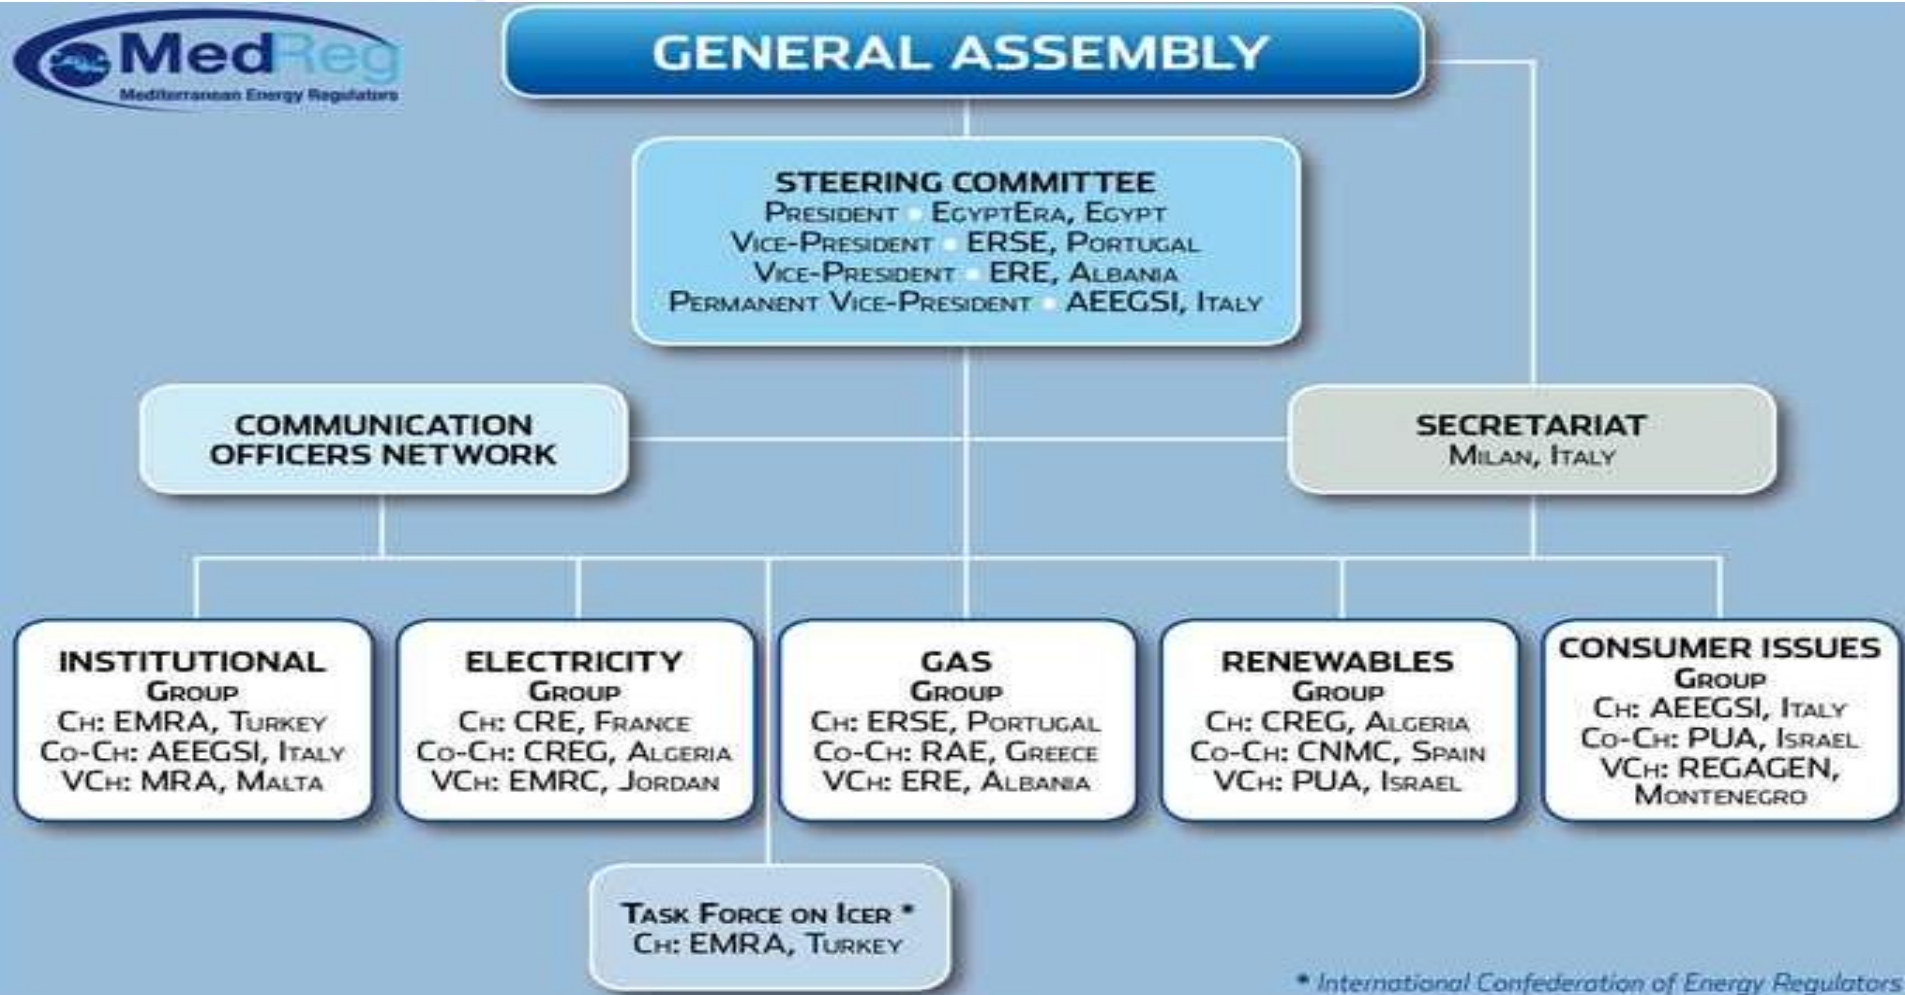 MedReg
Mediterranean Energy Regulators
GENERAL ASSEMBLY
STEERING COMMITTEE
PRESIDENT • EGYPTERA, EGYPT
VICE-PRESIDENT • ERSE, PORTUGAL
VICE-PRESIDENT • ERE, ALBANIA
PERMANENT VICE-PRESIDENT • AEEGSI, ITALY
COMMUNICATION
OFFICERS NETWORK
SECRETARIAT
MILAN, ITALY
INSTITUTIONAL
GROUP
CH: EMRA, TURKEY
CO-CH: AEEGSI, ITALY
VCH: MRA, MALTA
ELECTRICITY
GROUP
CH: CRE, FRANCE
CO-CH: CREG, ALGERIA
VCH: EMRC, JORDAN
GAS
GROUP
CH: ERSE, PORTUGAL
CO-CH: RAE, GREECE
VCH: ERE, ALBANIA
RENEWABLES
GROUP
CH: CREG, ALGERIA
CO-CH: CNMC, SPAIN
VCH: PUA, ISRAEL
CONSUMER ISSUES
GROUP
CH: AEEGSI, ITALY
CO-CH: PUA, ISRAEL
VCH: REGAGEN,
MONTENEGRO
TASK FORCE ON ICER *
CH: EMRA, TURKEY
* International Confederation of Energy Regulators